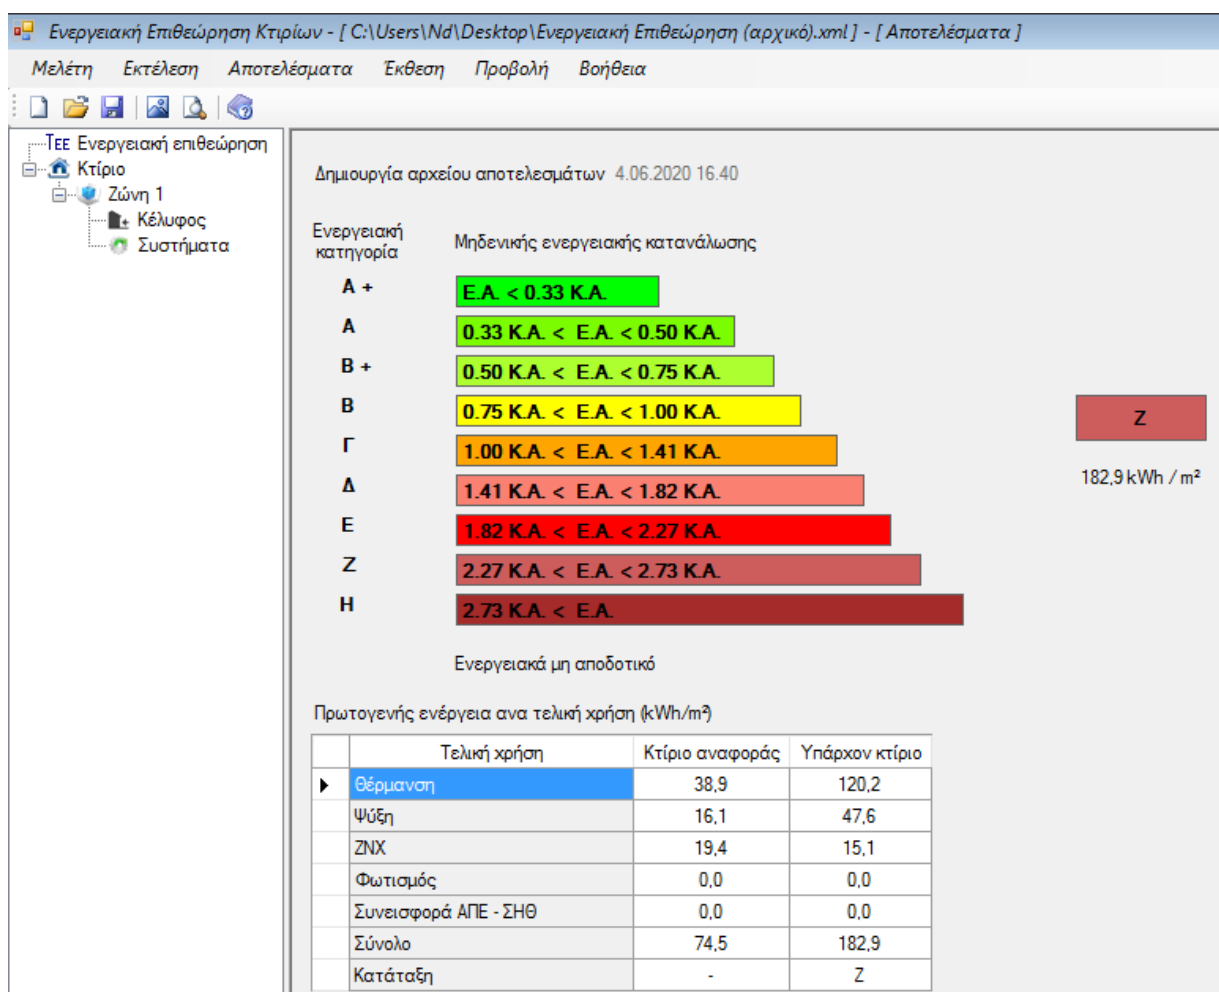 Ενεργειακή Επιθεώρηση Κτιρίων - [ C:\Users\Nd\Desktop\Ενεργειακή Επιθεώρηση (αρχικό).xml ] - [ Αποτελέσματα ]
Μελέτη Εκτέλεση Αποτελέσματα Έκθεση Προβολή Βοήθεια
ΤΕΕ Ενεργειακή επιθεώρηση
Κτίριο
Ζώνη 1
Κέλυφος
Συστήματα
Δημιουργία αρχείου αποτελεσμάτων 4.06.2020 16.40
Ενεργειακή
κατηγορία
Μηδενικής ενεργειακής κατανάλωσης
Α + Ε.Α. < 0.33 Κ.Α.
Α 0.33 Κ.Α. < Ε.Α. < 0.50 Κ.Α.
Β + 0.50 Κ.Α. < Ε.Α. < 0.75 Κ.Α.
Β 0.75 Κ.Α. < Ε.Α. < 1.00 Κ.Α.
Γ 1.00 Κ.Α. < Ε.Α. < 1.41 Κ.Α.
Δ 1.41 Κ.Α. < Ε.Α. < 1.82 Κ.Α.
Ε 1.82 Κ.Α. < Ε.Α. < 2.27 Κ.Α.
Ζ 2.27 Κ.Α. < Ε.Α. < 2.73 Κ.Α.
Η 2.73 Κ.Α. < Ε.Α.
Ζ
182,9 kWh / m²
Ενεργειακά μη αποδοτικό
Πρωτογενής ενέργεια ανα τελική χρήση (kWh/m²)
Τελική χρήση Κτίριο αναφοράς Υπάρχον κτίριο
Θέρμανση 38,9 120,2
Ψύξη 16,1 47,6
ΖΝΧ 19,4 15,1
Φωτισμός 0,0 0,0
Συνεισφορά ΑΠΕ - ΣΗΘ 0,0 0,0
Σύνολο 74,5 182,9
Κατάταξη - Ζ